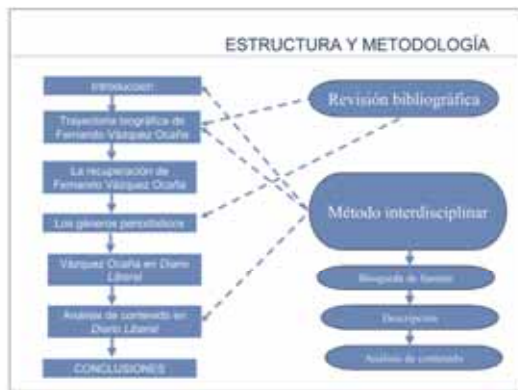 ESTRUCTURA Y METODOLOGÍA
Introducción
Trayectoria biográfica de
Fernando Vázquez Ocaña
La recuperación de
Fernando Vázquez Ocaña
Los géneros periodísticos
Vázquez Ocaña en Diario
Liberal
Análisis de contenido en
Diario Liberal
CONCLUSIONES
Revisión bibliográfica
Método interdisciplinar
Búsqueda de fuentes
Descripción
Análisis de contenido